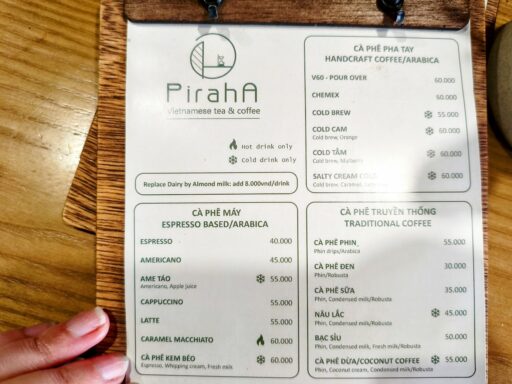 PirahA
Vietnamese tea & coffee
Hot drink only
Cold drink only
Replace Dairy by Almond milk: add 8.000vnd/drink
CÀ PHÊ PHA TAY
HANDCRAFT COFFEE/ARABICA
V60 - POUR OVER 60.000
CHEMEX 60.000
COLD BREW 55.000
COLD CAM 60.000
Cold brew, Orange
COLD TẰM 60.000
Cold brew, Mulberry
SALTY CREAM COLD 60.000
Cold brew, Caramel,
CÀ PHÊ MÁY
ESPRESSO BASED/ARABICA
ESPRESSO 40.000
AMERICANO 45.000
AME TÁO 55.000
Americano, Apple juice
CAPPUCCINO 55.000
LATTE 55.000
CARAMEL MACCHIATO 60.000
CÀ PHÊ KEM BÉO 60.000
Espresso, Whipping cream, Fresh milk
CÀ PHÊ TRUYỀN THỐNG
TRADITIONAL COFFEE
CÀ PHÊ PHIN 55.000
Phin drips/Arabica
CÀ PHÊ ĐEN 30.000
Phin/Robusta
CÀ PHÊ SỮA 35.000
Phin, Condensed milk/Robusta
NÂU LẮC 45.000
Phin, Condensed milk/Robusta
BẠC SỈU 50.000
Phin, Condensed milk, Fresh milk/Robusta
CÀ PHÊ DỪA/COCONUT COFFEE 55.000
Phin, Coconut cream, Condensed milk/Robusta